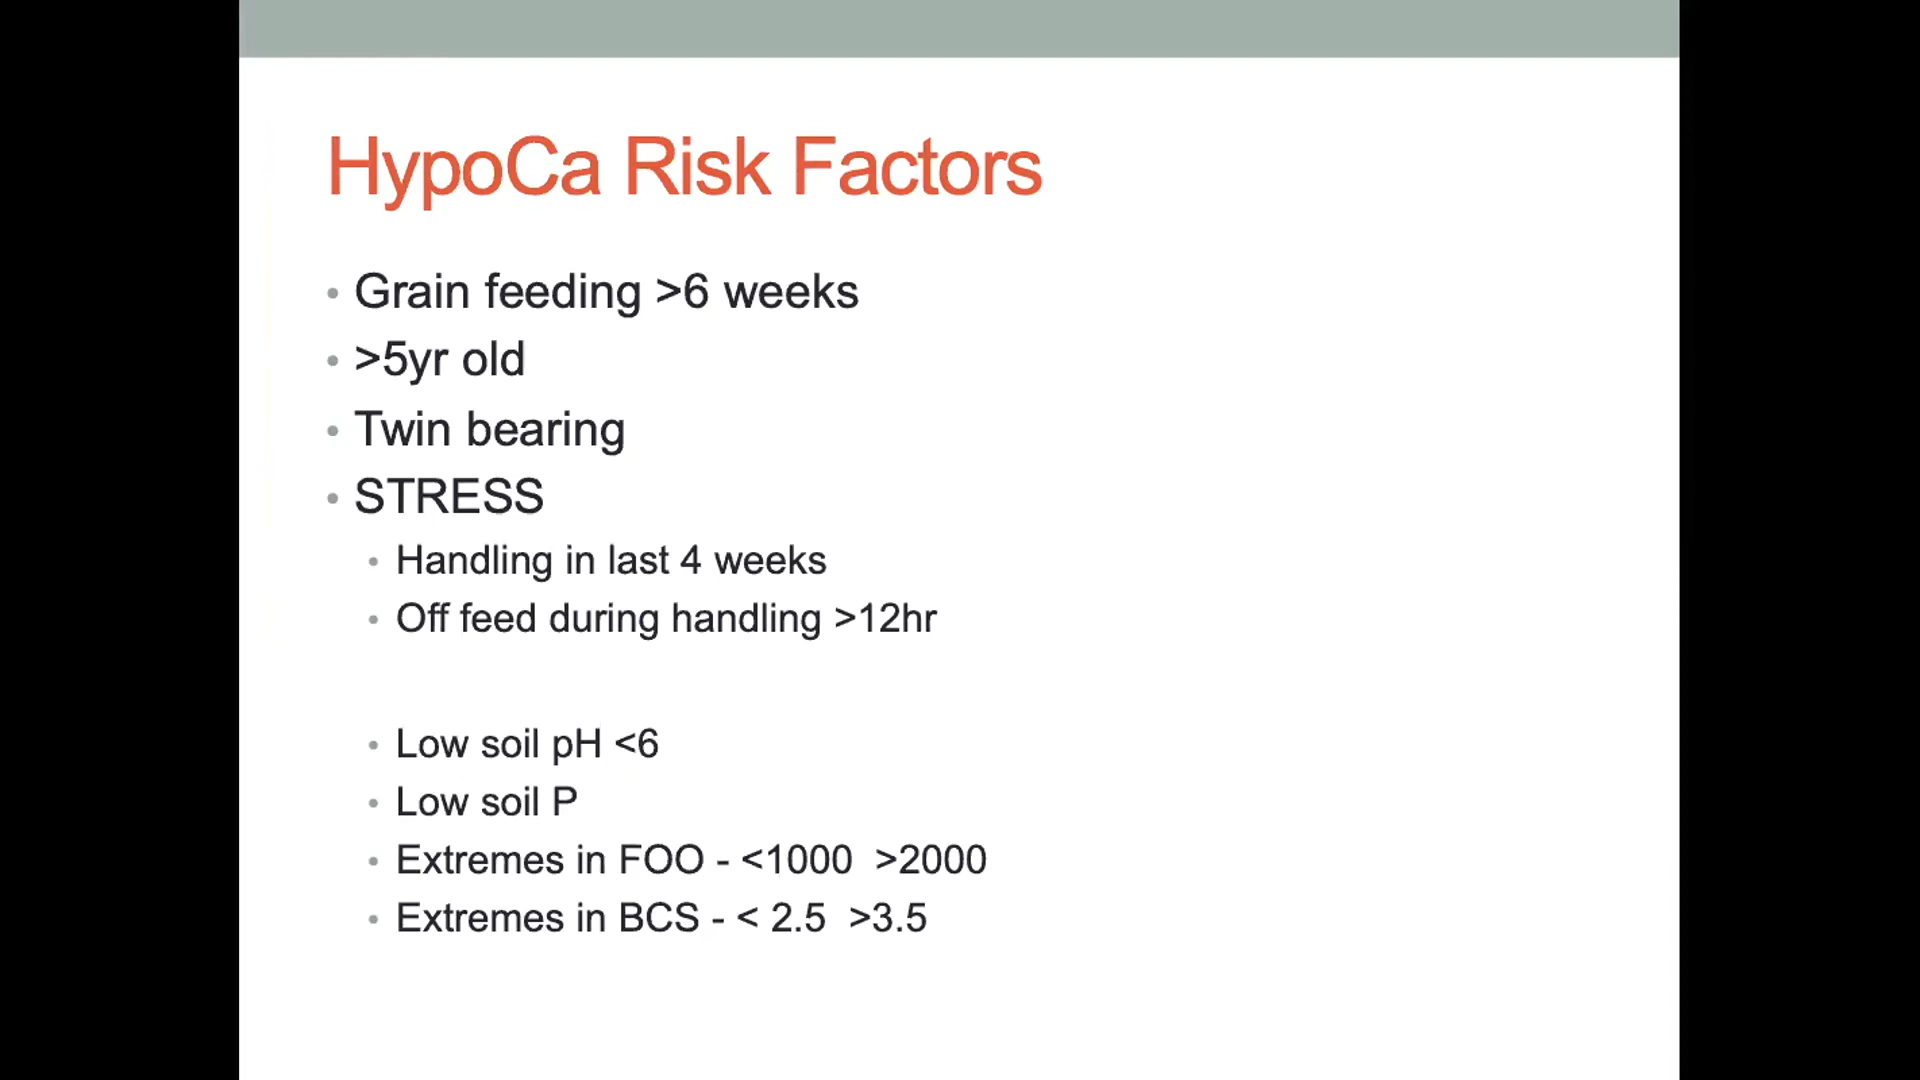 HypoCa Risk Factors
• Grain feeding >6 weeks
• >5yr old
• Twin bearing
• STRESS
• Handling in last 4 weeks
• Off feed during handling >12hr
• Low soil pH <6
• Low soil P
• Extremes in FOO - <1000  >2000
• Extremes in BCS - < 2.5  >3.5